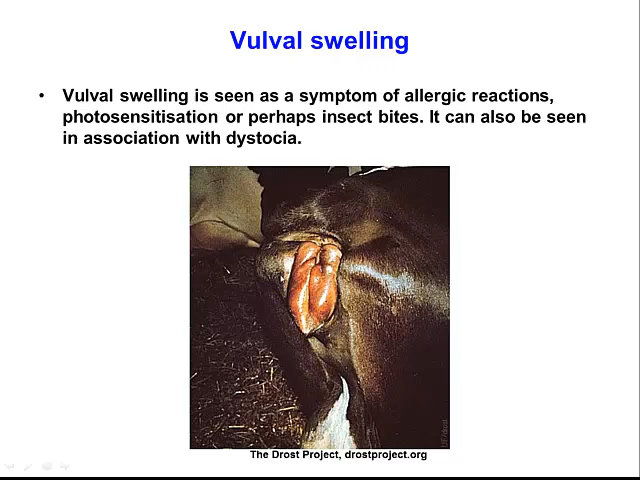 Vulval swelling
• Vulval swelling is seen as a symptom of allergic reactions,
photosensitisation or perhaps insect bites. It can also be seen
in association with dystocia.
The Drost Project, drostproject.org